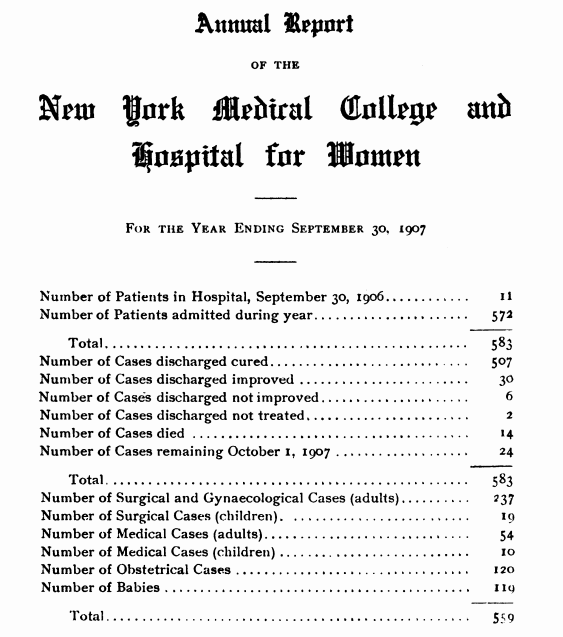 Annual Report
OF THE
New York Medical College and
Hospital for Women
FOR THE YEAR ENDING SEPTEMBER 30, 1907
Number of Patients in Hospital, September 30, 1906............ 11
Number of Patients admitted during year...................... 572
Total.................................................. 583
Number of Cases discharged cured............................ 507
Number of Cases discharged improved ........................ 30
Number of Cases discharged not improved..................... 6
Number of Cases discharged not treated....................... 2
Number of Cases died ....................................... 14
Number of Cases remaining October 1, 1907 .................. 24
Total.................................................. 583
Number of Surgical and Gynaecological Cases (adults).......... 237
Number of Surgical Cases (children). ......................... 19
Number of Medical Cases (adults)............................. 54
Number of Medical Cases (children) .......................... 10
Number of Obstetrical Cases ................................. 120
Number of Babies ........................................... 119
Total.................................................. 559